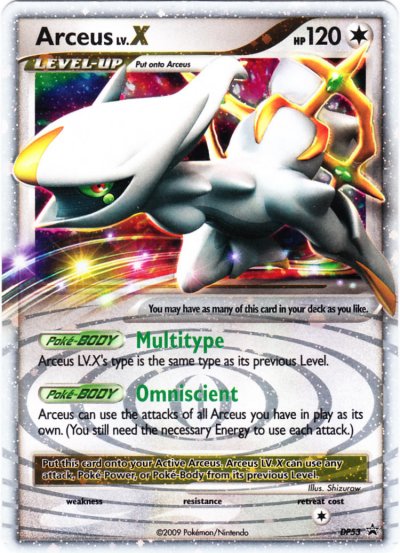 Arceus LV.X HP 120
LEVEL-UP Put onto Arceus
You may have as many of this card in your deck as you like.
Poké-BODY Multitype
Arceus LV.X's type is the same as its previous Level.
Poké-BODY Omniscient
Arceus can use the attacks of all Arceus you have in play as its
own. (You still need the necessary Energy to use each attack.)
Put this card onto your Active Arceus. Arceus LV.X can use any
attack, Poké-Power, or Poké-Body from its previous Level.
Illus. Shizurow
weakness resistance retreat cost
©2009 Pokémon/Nintendo DP53
PROMO